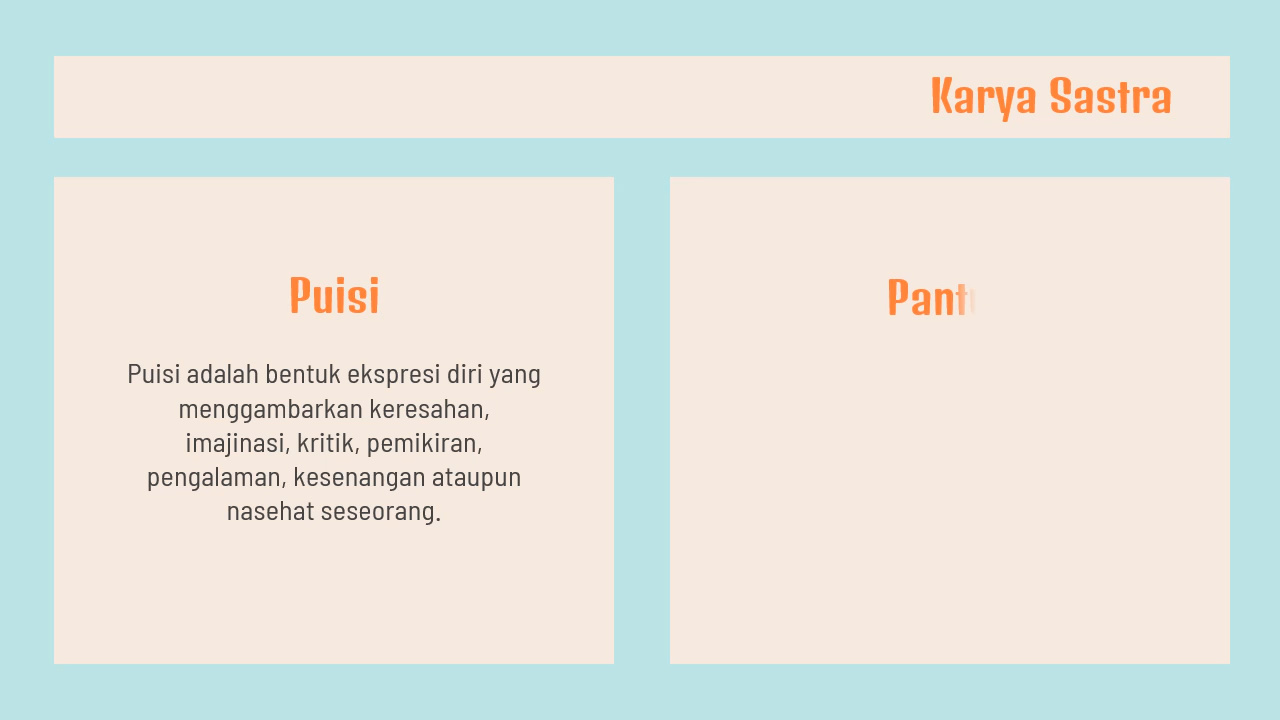 Karya Sastra
Puisi
Puisi adalah bentuk ekspresi diri yang
menggambarkan keresahan,
imajinasi, kritik, pemikiran,
pengalaman, kesenangan ataupun
nasehat seseorang.